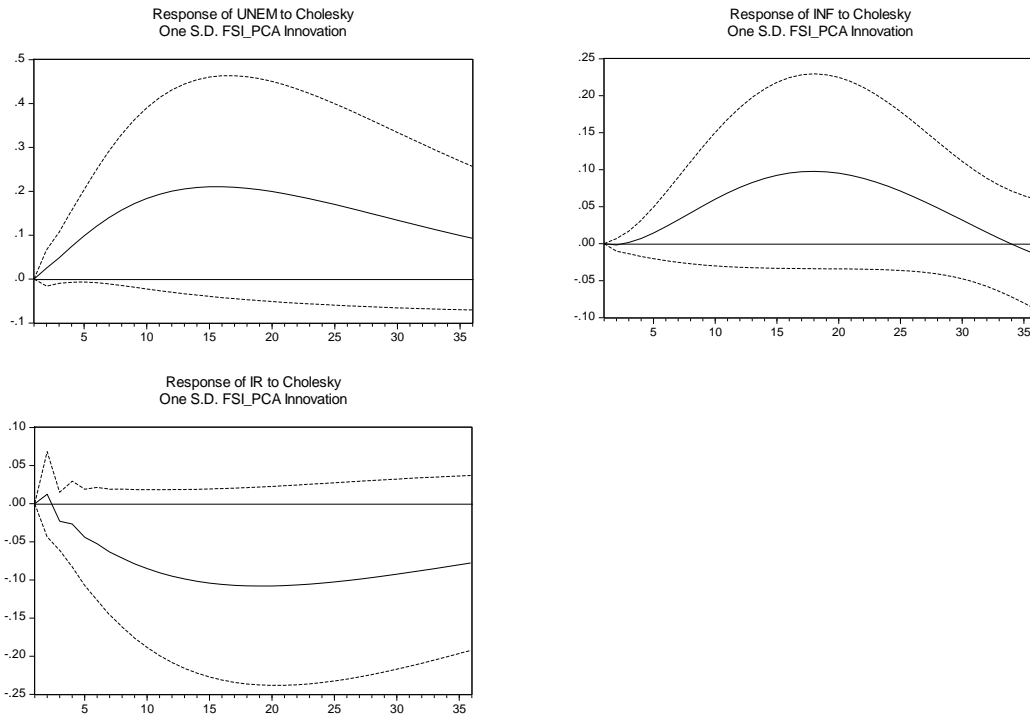 Response of UNEM to Cholesky
One S.D. FSI_PCA Innovation
.5
.4
.3
.2
.1
.0
-.1
5 10 15 20 25 30 35
Response of INF to Cholesky
One S.D. FSI_PCA Innovation
.25
.20
.15
.10
.05
.00
-.05
-.10
5 10 15 20 25 30 35
Response of IR to Cholesky
One S.D. FSI_PCA Innovation
.10
.05
.00
-.05
-.10
-.15
-.20
-.25
5 10 15 20 25 30 35